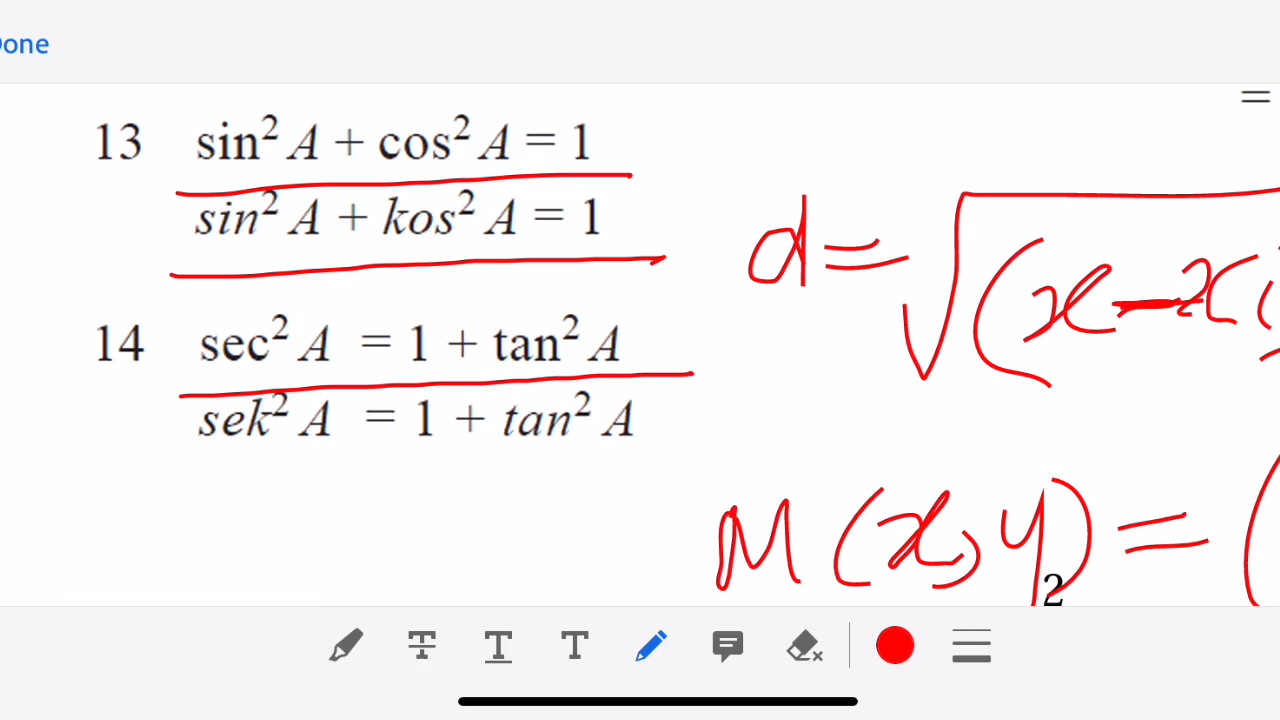 Done
=
13 sin² A + cos² A = 1
sin² A + kos² A = 1
d = √(x - x
14 sec² A = 1 + tan² A
sek² A = 1 + tan² A
M (x, y) = (
2